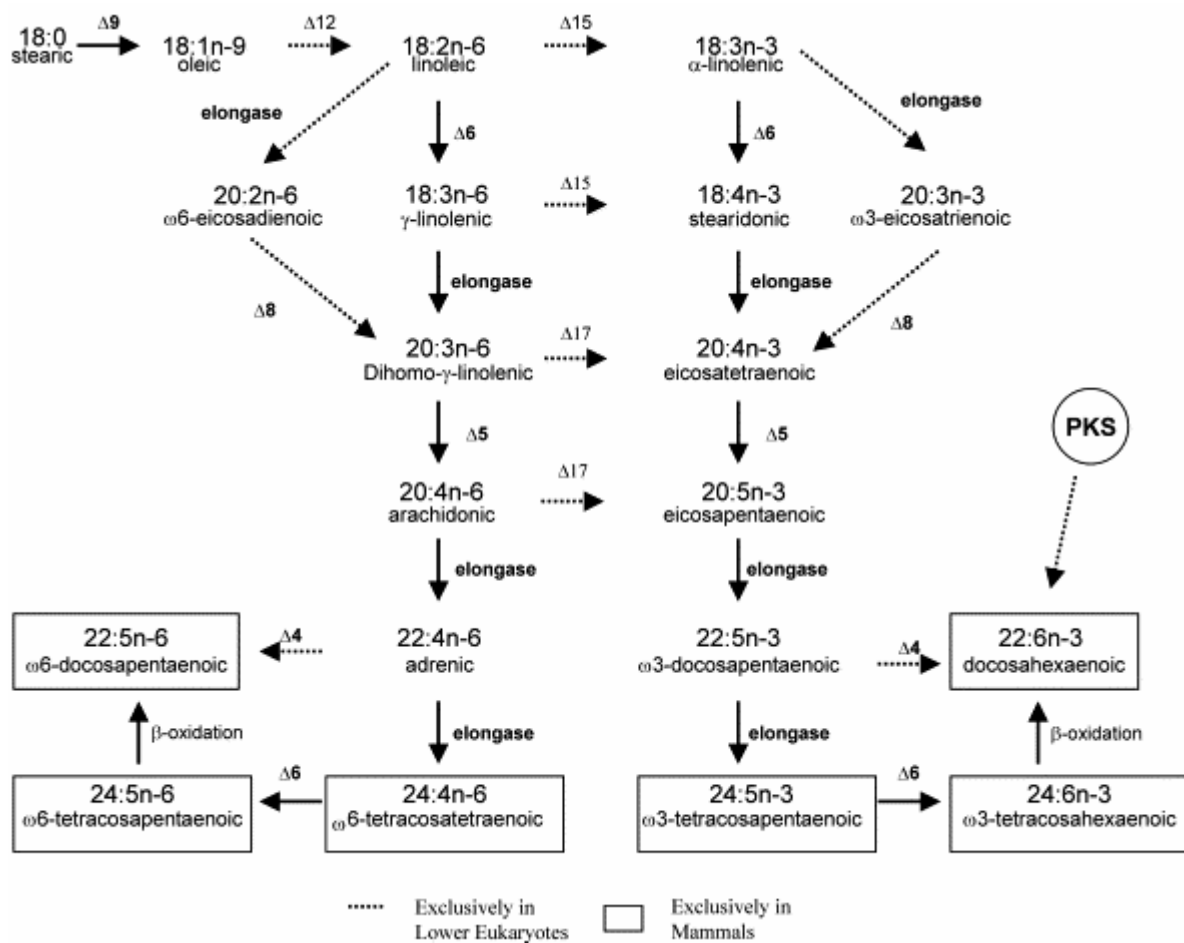 Δ9
Δ12
Δ15
18:0
stearic
18:1n-9
oleic
18:2n-6
linoleic
18:3n-3
α-linolenic
elongase
elongase
Δ6
Δ6
20:2n-6
ω6-eicosadienoic
18:3n-6
γ-linolenic
Δ15
18:4n-3
stearidonic
20:3n-3
ω3-eicosatrienoic
elongase
elongase
Δ8
Δ8
20:3n-6
Dihomo-γ-linolenic
Δ17
20:4n-3
eicosatetraenoic
PKS
Δ5
Δ5
20:4n-6
arachidonic
Δ17
20:5n-3
eicosapentaenoic
elongase
elongase
22:5n-6
ω6-docosapentaenoic
Δ4
22:4n-6
adrenic
22:5n-3
ω3-docosapentaenoic
Δ4
22:6n-3
docosahexaenoic
β-oxidation
elongase
elongase
β-oxidation
24:5n-6
ω6-tetracosapentaenoic
Δ6
24:4n-6
ω6-tetracosatetraenoic
24:5n-3
ω3-tetracosapentaenoic
Δ6
24:6n-3
ω3-tetracosahexaenoic
Exclusively in
Lower Eukaryotes
Exclusively in
Mammals